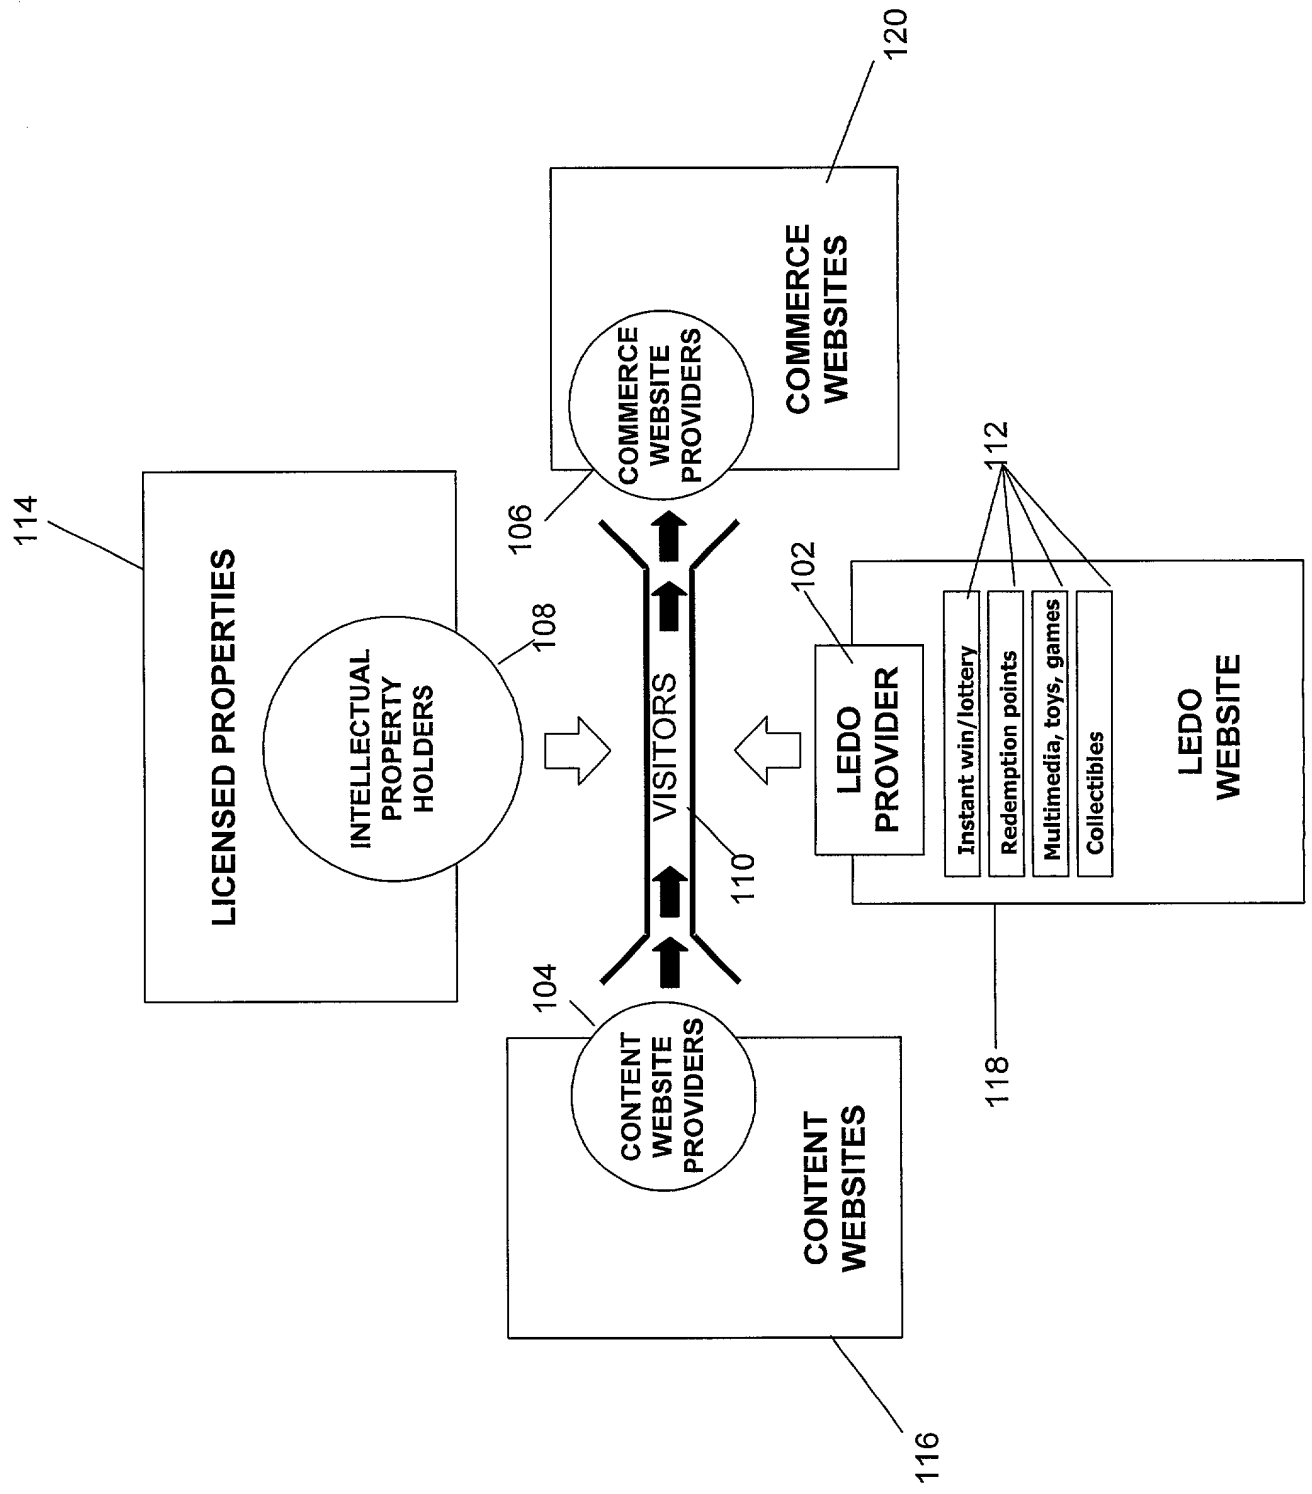 114
LICENSED PROPERTIES
INTELLECTUAL
PROPERTY
HOLDERS
108
104
CONTENT
WEBSITE
PROVIDERS
CONTENT
WEBSITES
116
VISITORS
110
106
COMMERCE
WEBSITE
PROVIDERS
COMMERCE
WEBSITES
120
102
LEDO
PROVIDER
112
Instant win/lottery
Redemption points
Multimedia, toys, games
Collectibles
LEDO
WEBSITE
118